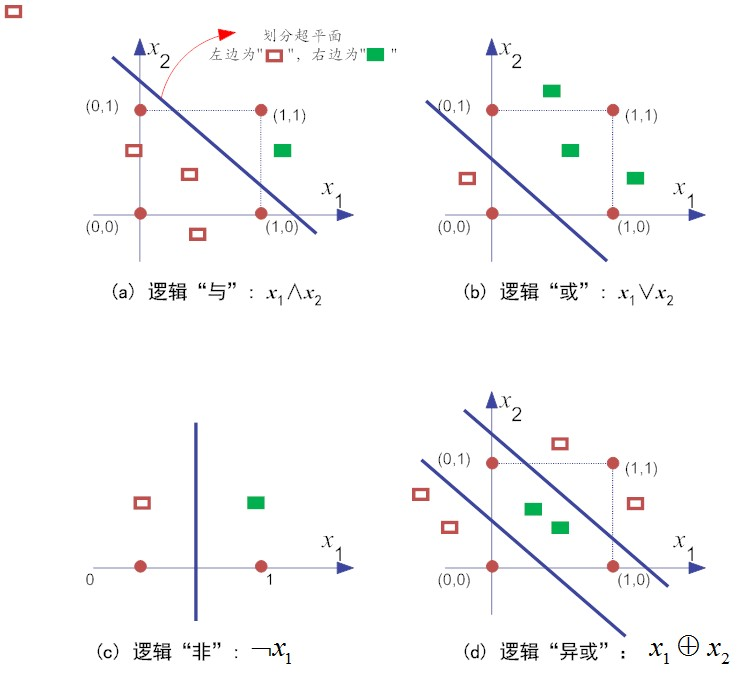 划分超平面
左边为" ", 右边为" "
x2
(0,1)
(1,1)
x1
(0,0)
(1,0)
(a) 逻辑“与”: x1∧x2
x2
(0,1)
(1,1)
x1
(0,0)
(1,0)
(b) 逻辑“或”: x1∨x2
x1
0
1
(c) 逻辑“非”: ¬x1
x2
(0,1)
(1,1)
x1
(0,0)
(1,0)
(d) 逻辑“异或”: x1⊕x2